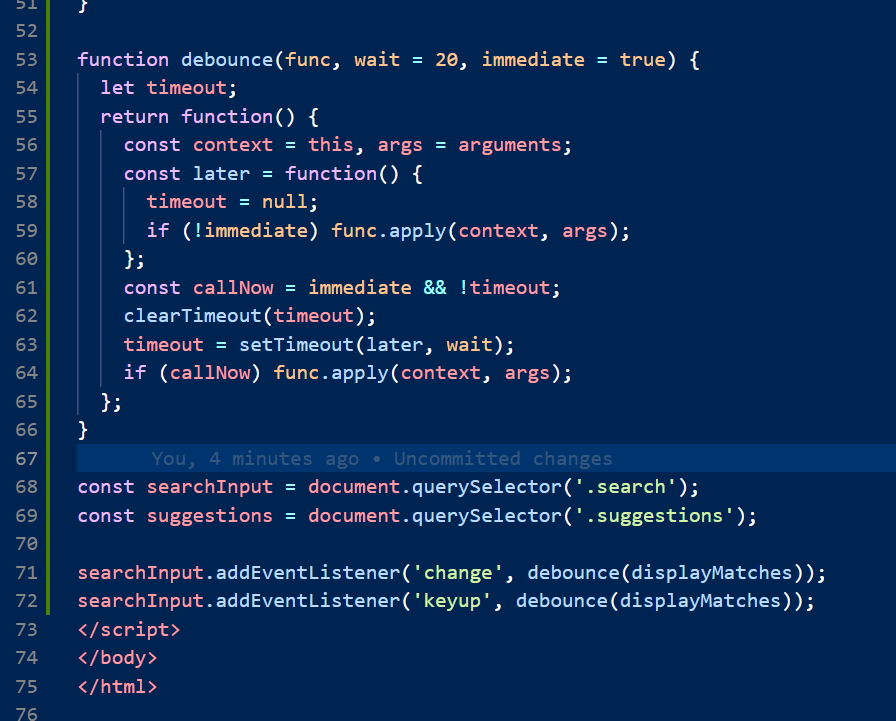 51 }
52
53 function debounce(func, wait = 20, immediate = true) {
54 let timeout;
55 return function() {
56 const context = this, args = arguments;
57 const later = function() {
58 timeout = null;
59 if (!immediate) func.apply(context, args);
60 };
61 const callNow = immediate && !timeout;
62 clearTimeout(timeout);
63 timeout = setTimeout(later, wait);
64 if (callNow) func.apply(context, args);
65 };
66 }
67 You, 4 minutes ago • Uncommitted changes
68 const searchInput = document.querySelector('.search');
69 const suggestions = document.querySelector('.suggestions');
70
71 searchInput.addEventListener('change', debounce(displayMatches));
72 searchInput.addEventListener('keyup', debounce(displayMatches));
73 </script>
74 </body>
75 </html>
76